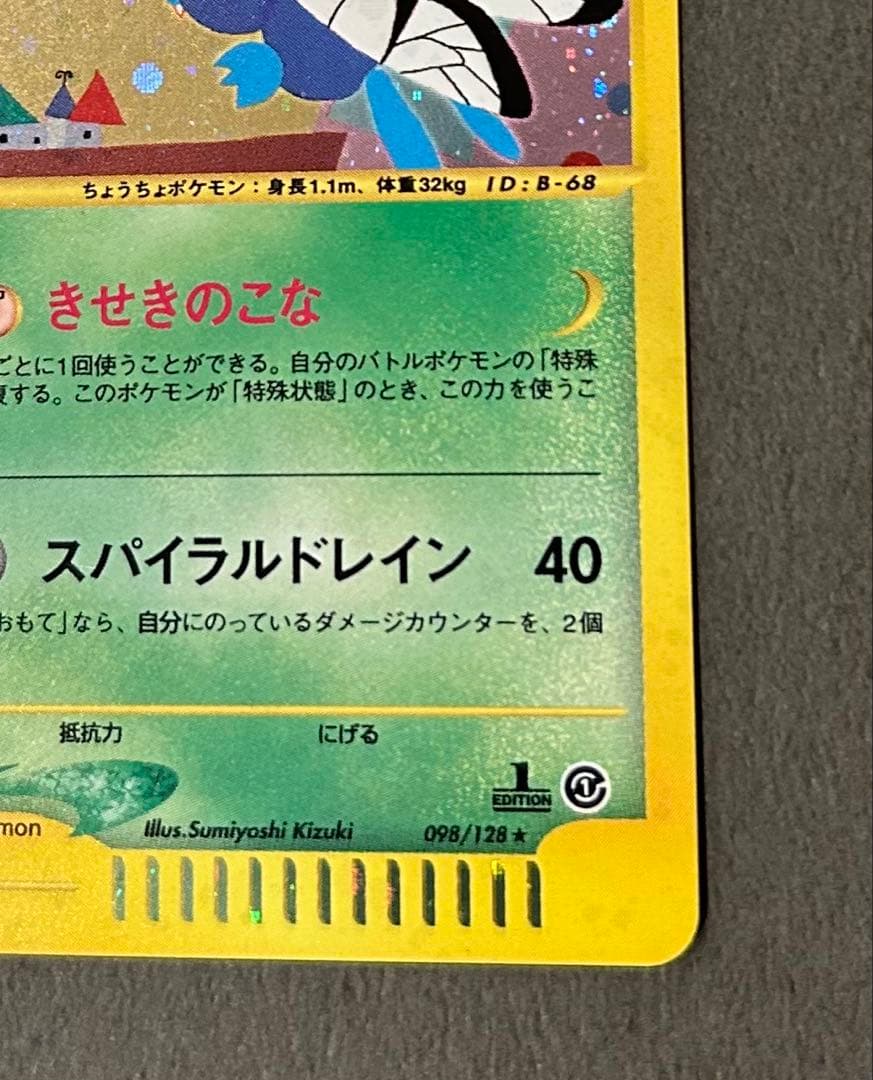 ちょうちょポケモン：身長1.1m、体重32kg ID:B-68
きせきのこな
ごとに1回使うことができる。自分のバトルポケモンの「特殊
する。このポケモンが「特殊状態」のとき、この力を使うこ
スパイラルドレイン 40
おもて」なら、自分にのっているダメージカウンターを、2個
抵抗力 にげる
1
EDITION
1
mon Illus.Sumiyoshi Kizuki 098/128★